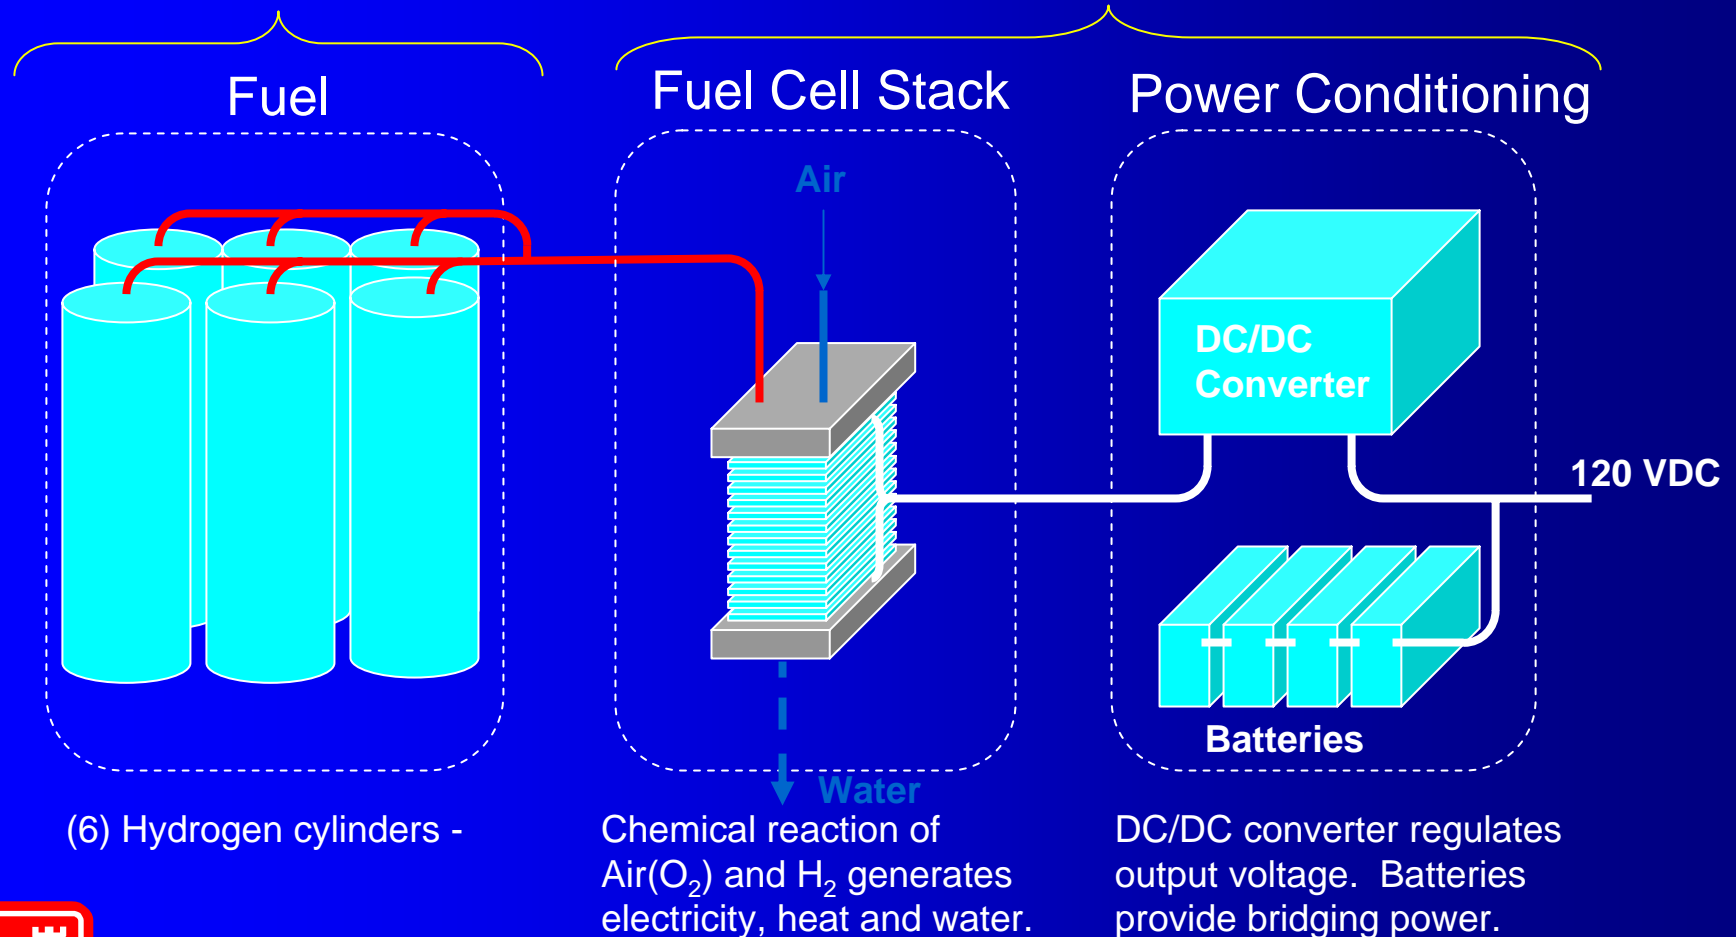 Fuel
Fuel Cell Stack
Power Conditioning
Air
DC/DC
Converter
120 VDC
Batteries
Water
(6) Hydrogen cylinders -
Chemical reaction of
Air(O₂) and H₂ generates
electricity, heat and water.
DC/DC converter regulates
output voltage.  Batteries
provide bridging power.